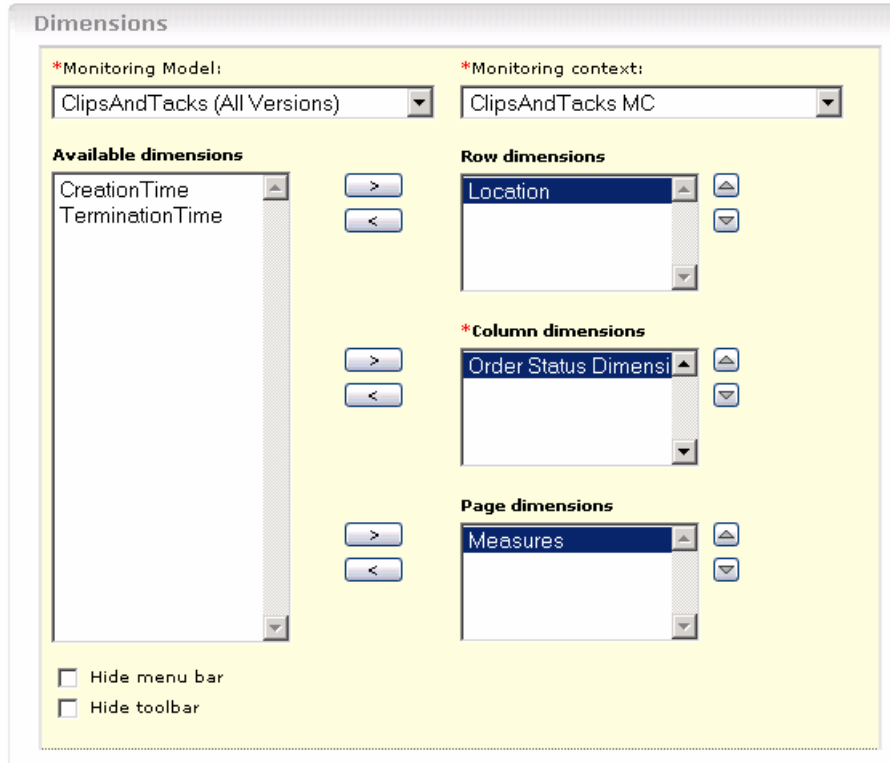 Dimensions
*Monitoring Model:
*Monitoring context:
ClipsAndTacks (All Versions)
ClipsAndTacks MC
Available dimensions
Row dimensions
CreationTime
TerminationTime
>
<
Location
*Column dimensions
>
<
Order Status Dimensi
Page dimensions
>
<
Measures
Hide menu bar
Hide toolbar